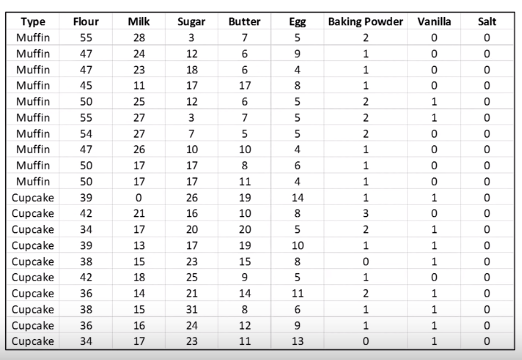 Type Flour Milk Sugar Butter Egg Baking Powder Vanilla Salt
Muffin 55 28 3 7 5 2 0 0
Muffin 47 24 12 6 9 1 0 0
Muffin 47 23 18 6 4 1 0 0
Muffin 45 11 17 17 8 1 0 0
Muffin 50 25 12 6 5 2 1 0
Muffin 55 27 3 7 5 2 1 0
Muffin 54 27 7 5 5 2 0 0
Muffin 47 26 10 10 4 1 0 0
Muffin 50 17 17 8 6 1 0 0
Muffin 50 17 17 11 4 1 0 0
Cupcake 39 0 26 19 14 1 1 0
Cupcake 42 21 16 10 8 3 0 0
Cupcake 34 17 20 20 5 2 1 0
Cupcake 39 13 17 19 10 1 1 0
Cupcake 38 15 23 15 8 0 1 0
Cupcake 42 18 25 9 5 1 0 0
Cupcake 36 14 21 14 11 2 1 0
Cupcake 38 15 31 8 6 1 1 0
Cupcake 36 16 24 12 9 1 1 0
Cupcake 34 17 23 11 13 0 1 0